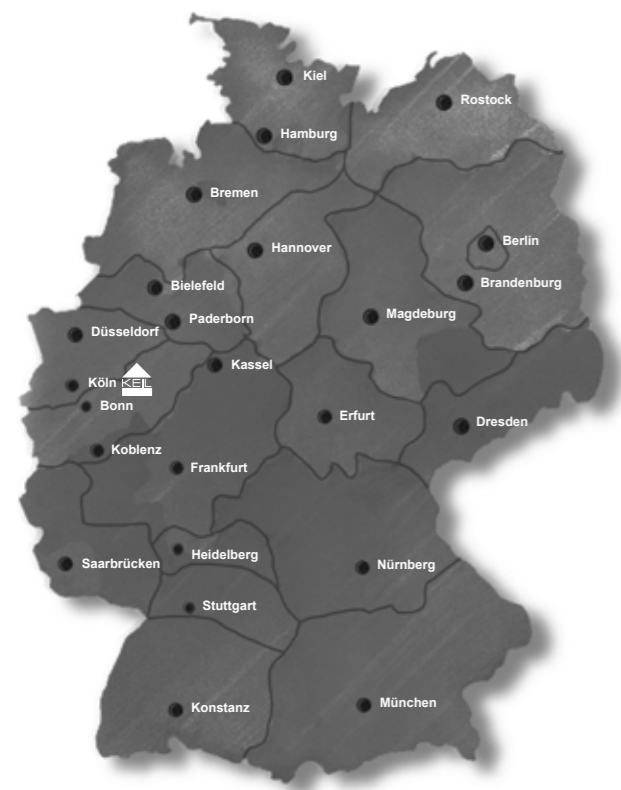 Kiel
Rostock
Hamburg
Bremen
Hannover
Berlin
Bielefeld
Brandenburg
Paderborn
Magdeburg
Düsseldorf
Kassel
Köln
KEIL
Bonn
Erfurt
Dresden
Koblenz
Frankfurt
Heidelberg
Saarbrücken
Nürnberg
Stuttgart
Konstanz
München